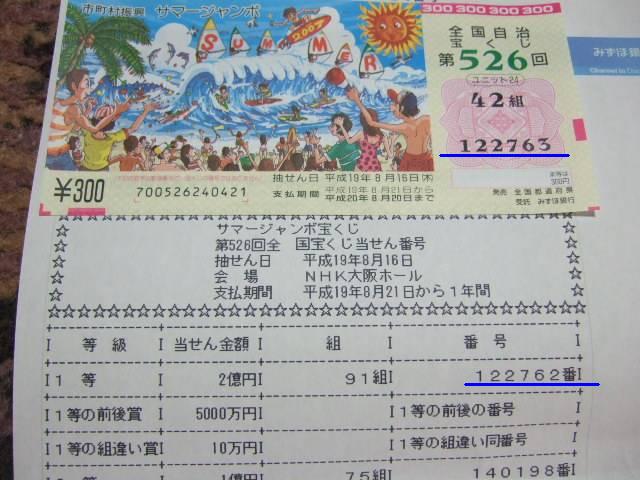 市町村振興 サマージャンボ
2007
SUMMER
¥300
700526240421
抽せん日 平成19年8月16日(木)
支払期間 平成19年8月21日から
平成20年8月20日まで
300 300 300 300
全国自治
宝くじ
第526回
ユニット24
42組
122763
300円
発売 全国都道府県
受託 みずほ銀行
みずほ銀
サマージャンボ宝くじ
第526回全 国宝くじ当せん番号
抽せん日 平成19年8月16日
会 場 NHK大阪ホール
支払期間 平成19年8月21日から1年間
等 級 当せん金額 組 番 号
1 等 2億円 91組 122762番
1等の前後賞 5000万円 1等の前後の番号
1等の組違い賞 10万円 1等の組違い同番号
1億円 75組 140198番